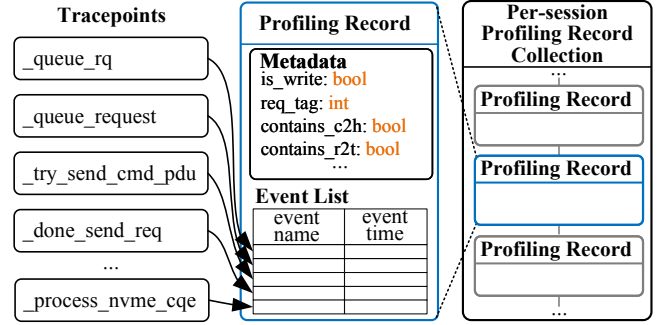 Tracepoints
_queue_rq
_queue_request
_try_send_cmd_pdu
_done_send_req
...
_process_nvme_cqe
Profiling Record
Metadata
is_write: bool
req_tag: int
contains_c2h: bool
contains_r2t: bool
...
Event List
event name
event time
Per-session
Profiling Record
Collection
...
Profiling Record
Profiling Record
Profiling Record
...